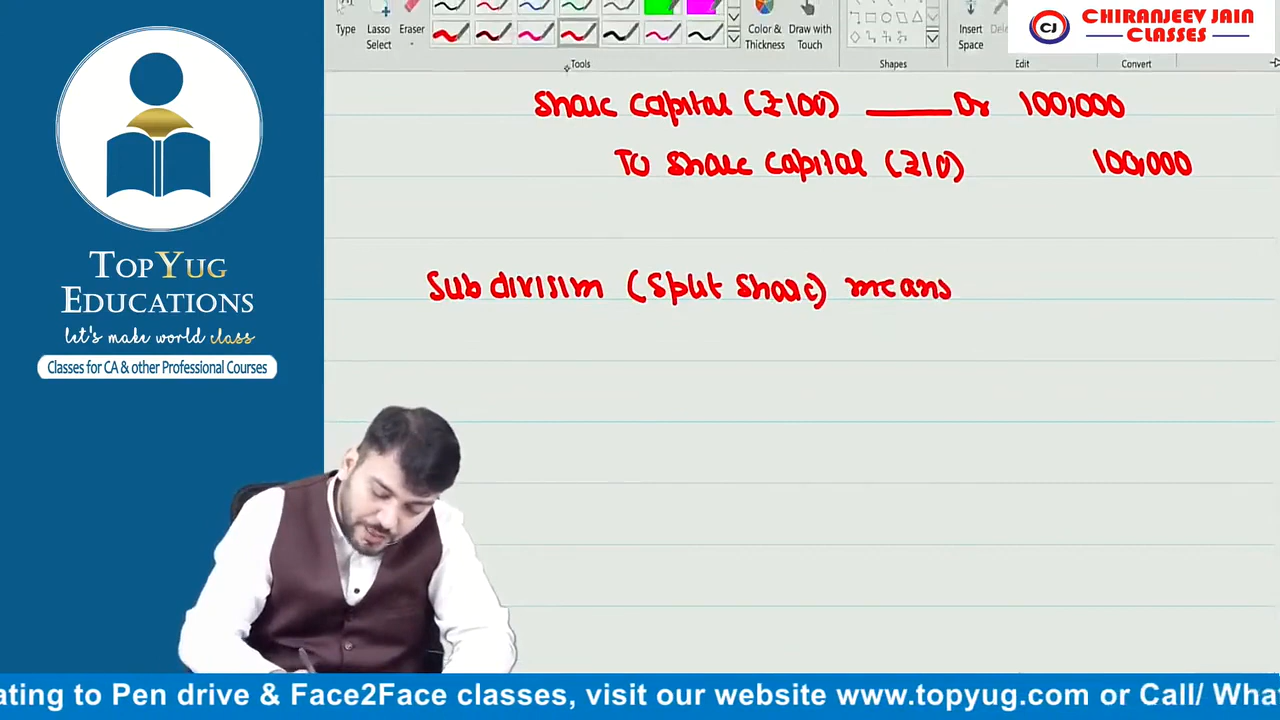 Type
Lasso
Select
Eraser
Color &
Thickness
Draw with
Touch
Insert
Space
Tools
Shapes
Edit
Convert
CJ
CHIRANJEEV JAIN
CLASSES
Share Capital (₹100) ——— Dr 100,000
To Share Capital (₹10) 100,000
Subdivision (Split Share) means
TOPYUG
EDUCATIONS
let's make world class
Classes for CA & other Professional Courses
ating to Pen drive & Face2Face classes, visit our website www.topyug.com or Call/ Wha